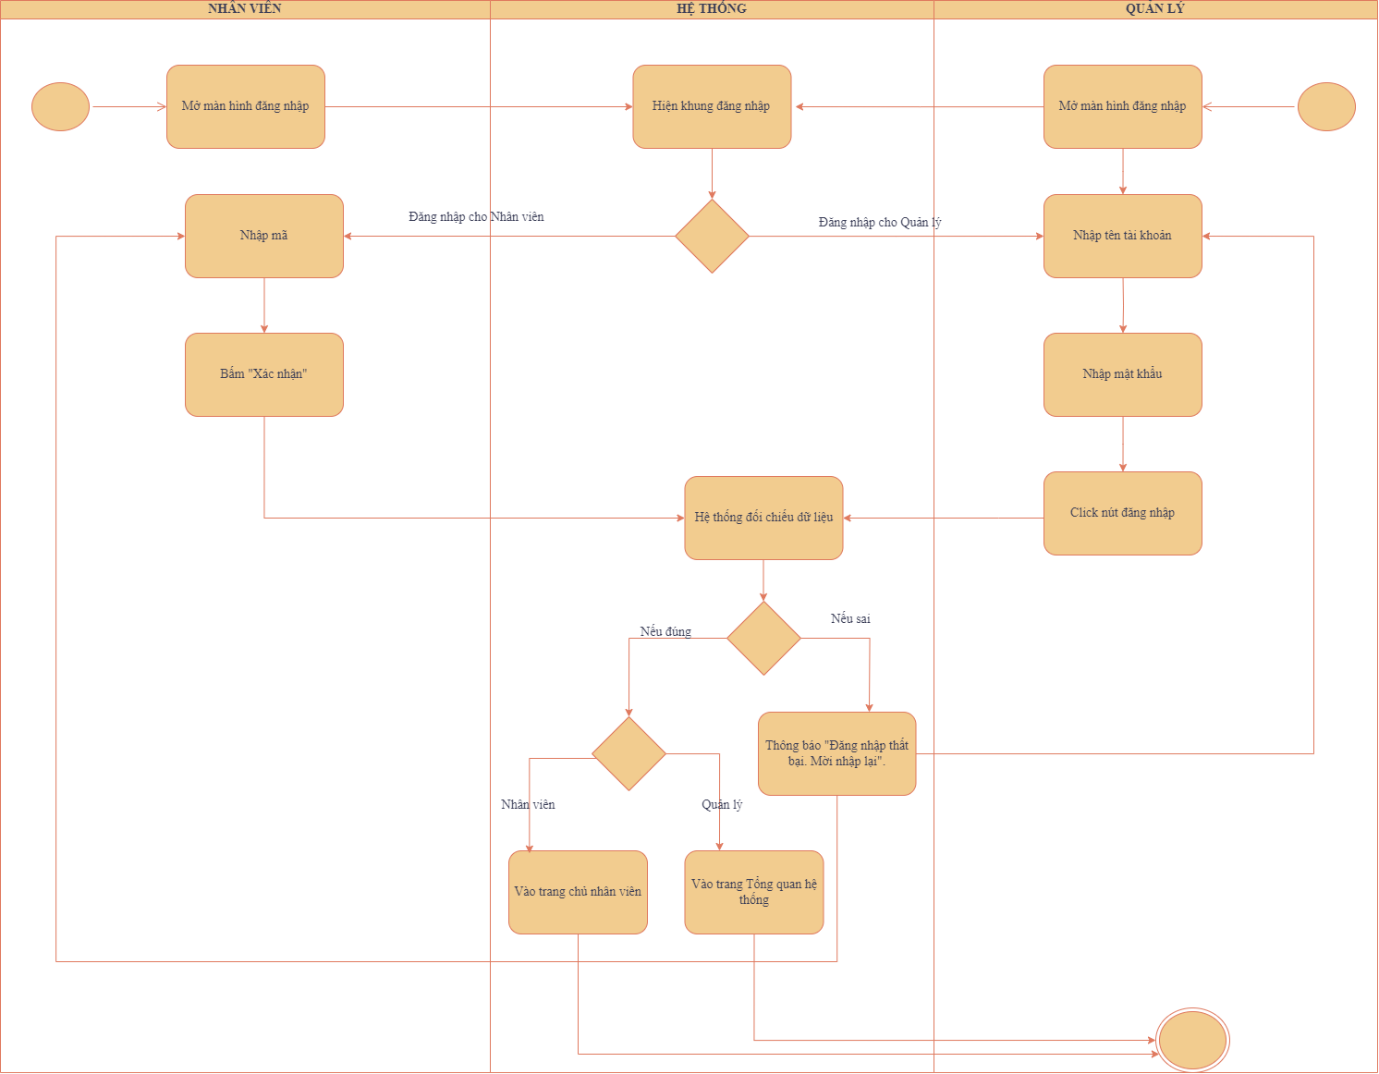 NHÂN VIÊN
HỆ THỐNG
QUẢN LÝ
Mở màn hình đăng nhập
Hiện khung đăng nhập
Mở màn hình đăng nhập
Đăng nhập cho Nhân viên
Đăng nhập cho Quản lý
Nhập mã
Nhập tên tài khoản
Bấm "Xác nhận"
Nhập mật khẩu
Hệ thống đối chiếu dữ liệu
Click nút đăng nhập
Nếu đúng
Nếu sai
Thông báo "Đăng nhập thất
bại. Mời nhập lại".
Nhân viên
Quản lý
Vào trang chủ nhân viên
Vào trang Tổng quan hệ
thống